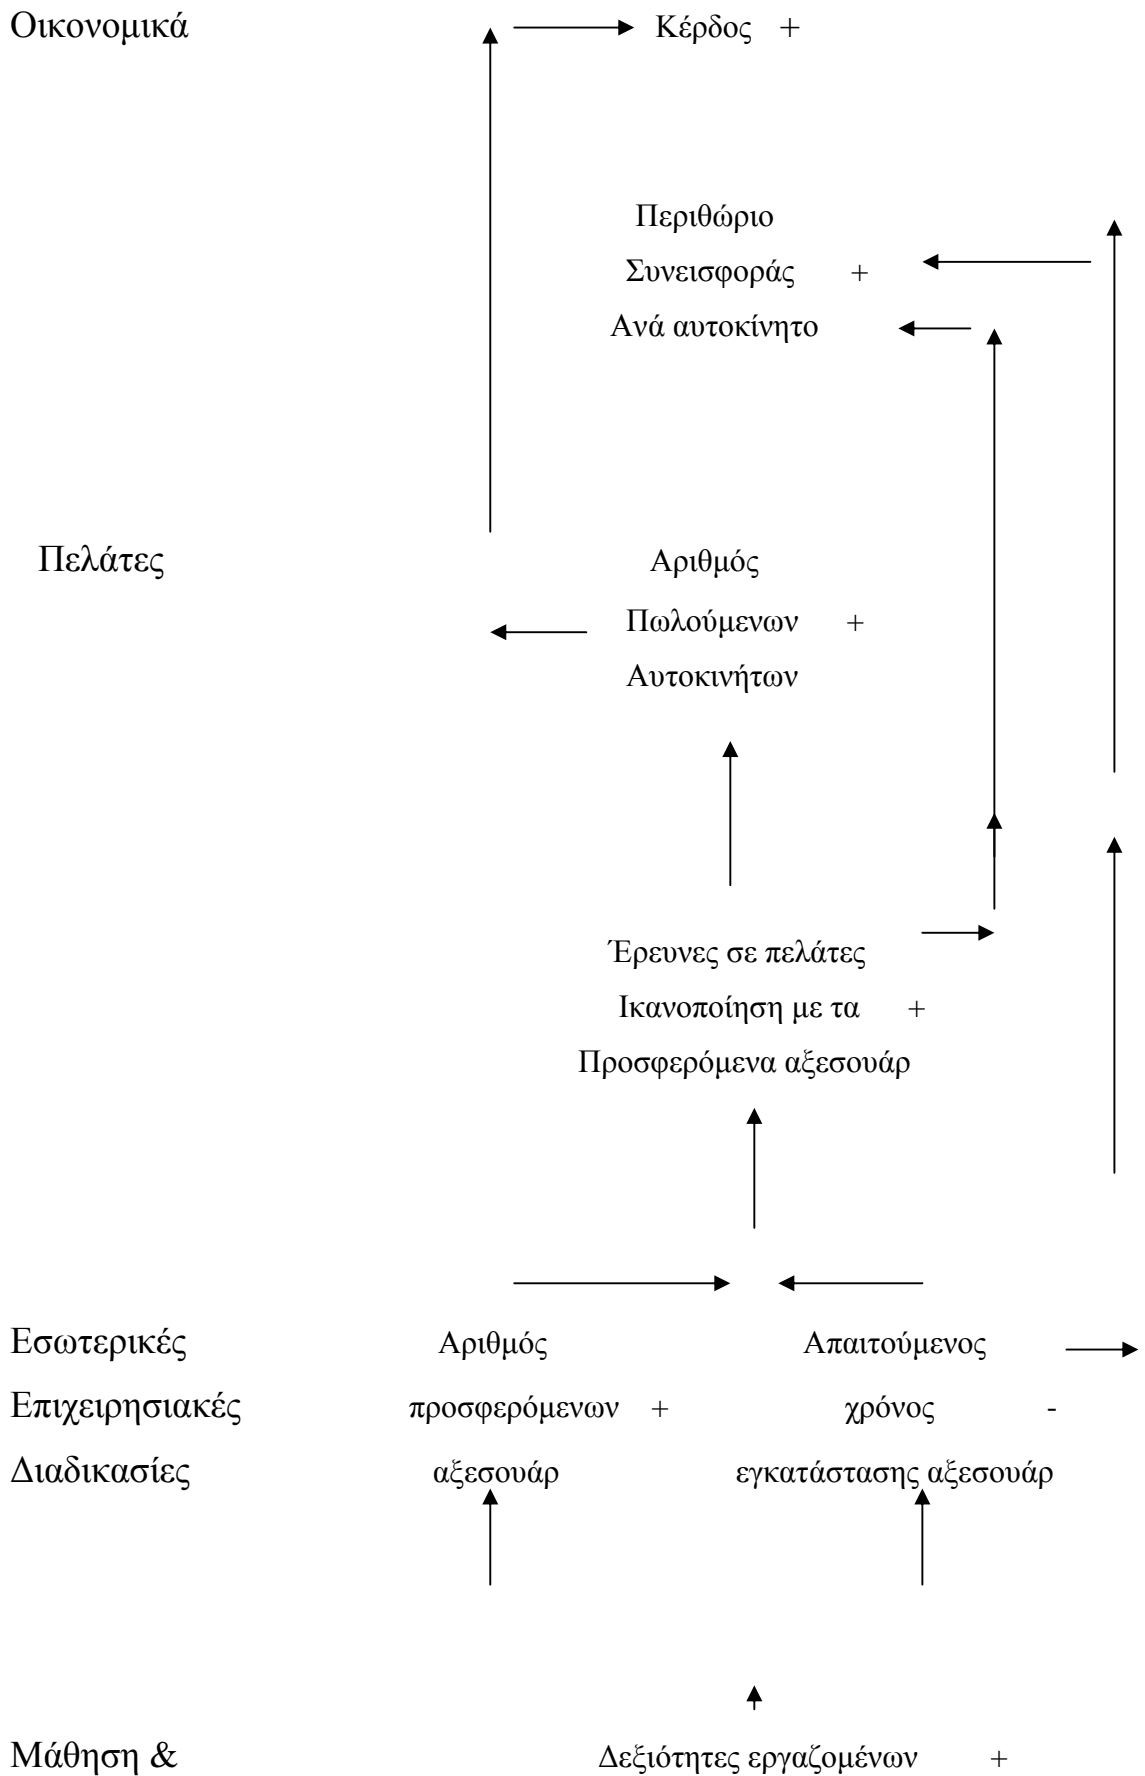 Οικονομικά Κέρδος +
Περιθώριο
Συνεισφοράς +
Ανά αυτοκίνητο
Πελάτες Αριθμός
Πωλούμενων +
Αυτοκινήτων
Έρευνες σε πελάτες
Ικανοποίηση με τα +
Προσφερόμενα αξεσουάρ
Εσωτερικές Αριθμός Απαιτούμενος
Επιχειρησιακές προσφερόμενων + χρόνος -
Διαδικασίες αξεσουάρ εγκατάστασης αξεσουάρ
Μάθηση & Δεξιότητες εργαζομένων +